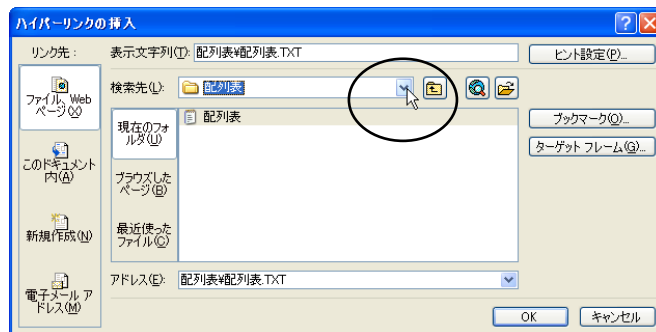 ハイパーリンクの挿入
リンク先：
表示文字列(T): 配列表¥配列表.TXT
ヒント設定(P)...
ファイル、Web
ページ(X)
検索先(L): 配列表
現在のフォ
ルダ(U)
配列表
ブックマーク(O)...
ターゲット フレーム(G)...
このドキュメント
内(A)
ブラウズした
ページ(B)
新規作成(N)
最近使った
ファイル(C)
電子メール ア
ドレス(M)
アドレス(E): 配列表¥配列表.TXT
OK
キャンセル